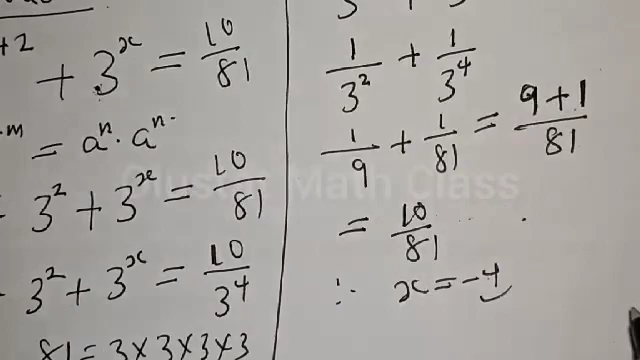 +2
+ 3^x = 10/81
m = a^n · a^n ·
3^2 + 3^x = 10/81
3^2 + 3^x = 10/3^4
81 = 3×3×3×3
1/3^2 + 1/3^4
1/9 + 1/81 = 9+1/81
= 10/81
∴ x = -4
Math Class